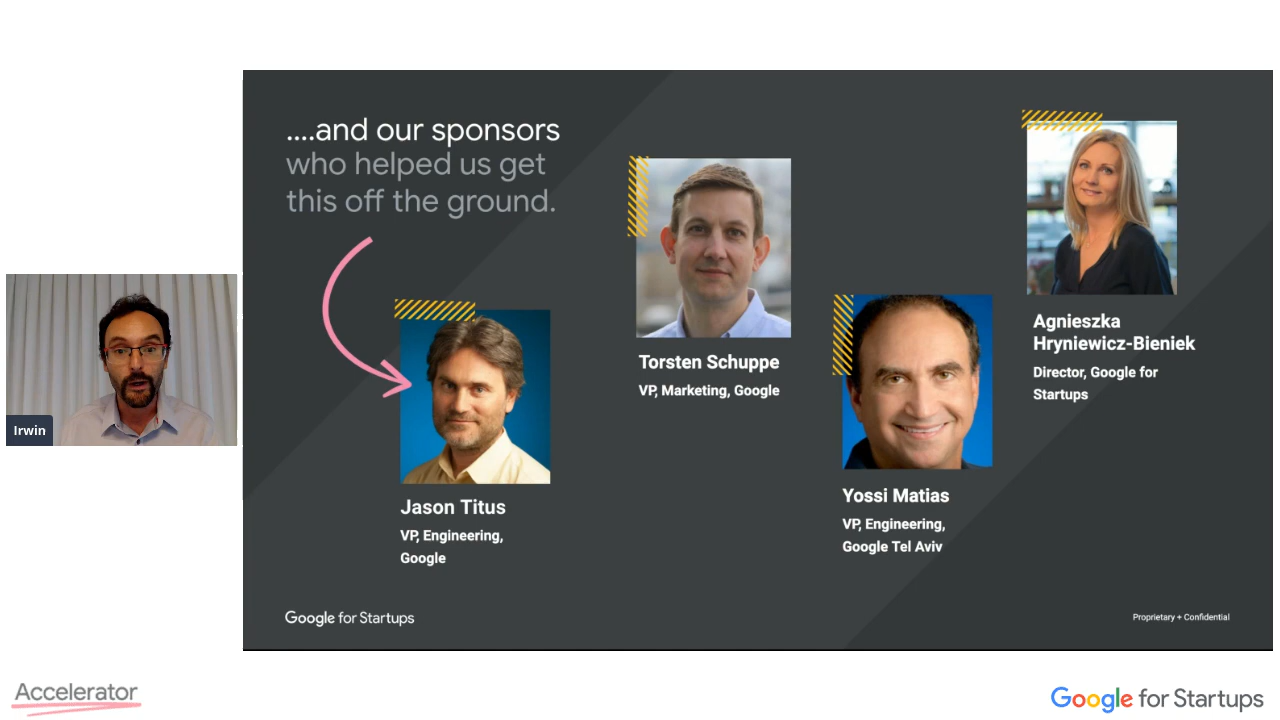 ....and our sponsors
who helped us get
this off the ground.
Irwin
Jason Titus
VP, Engineering,
Google
Torsten Schuppe
VP, Marketing, Google
Yossi Matias
VP, Engineering,
Google Tel Aviv
Agnieszka
Hryniewicz-Bieniek
Director, Google for
Startups
Google for Startups
Proprietary + Confidential
Accelerator
Google for Startups